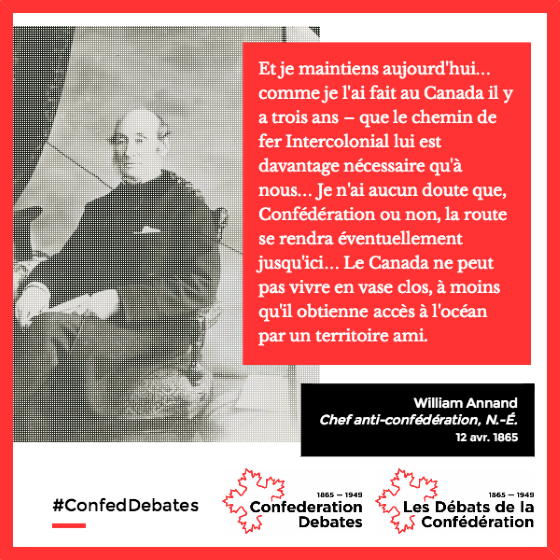 Et je maintiens aujourd'hui...
comme je l'ai fait au Canada il y
a trois ans – que le chemin de
fer Intercolonial lui est
davantage nécessaire qu'à
nous... Je n'ai aucun doute que,
Confédération ou non, la route
se rendra éventuellement
jusqu'ici... Le Canada ne peut
pas vivre en vase clos, à moins
qu'il obtienne accès à l'océan
par un territoire ami.
William Annand
Chef anti-confédération, N.-É.
12 avr. 1865
#ConfedDebates
1865 — 1949
Confederation
Debates
1865 — 1949
Les Débats de la
Confédération